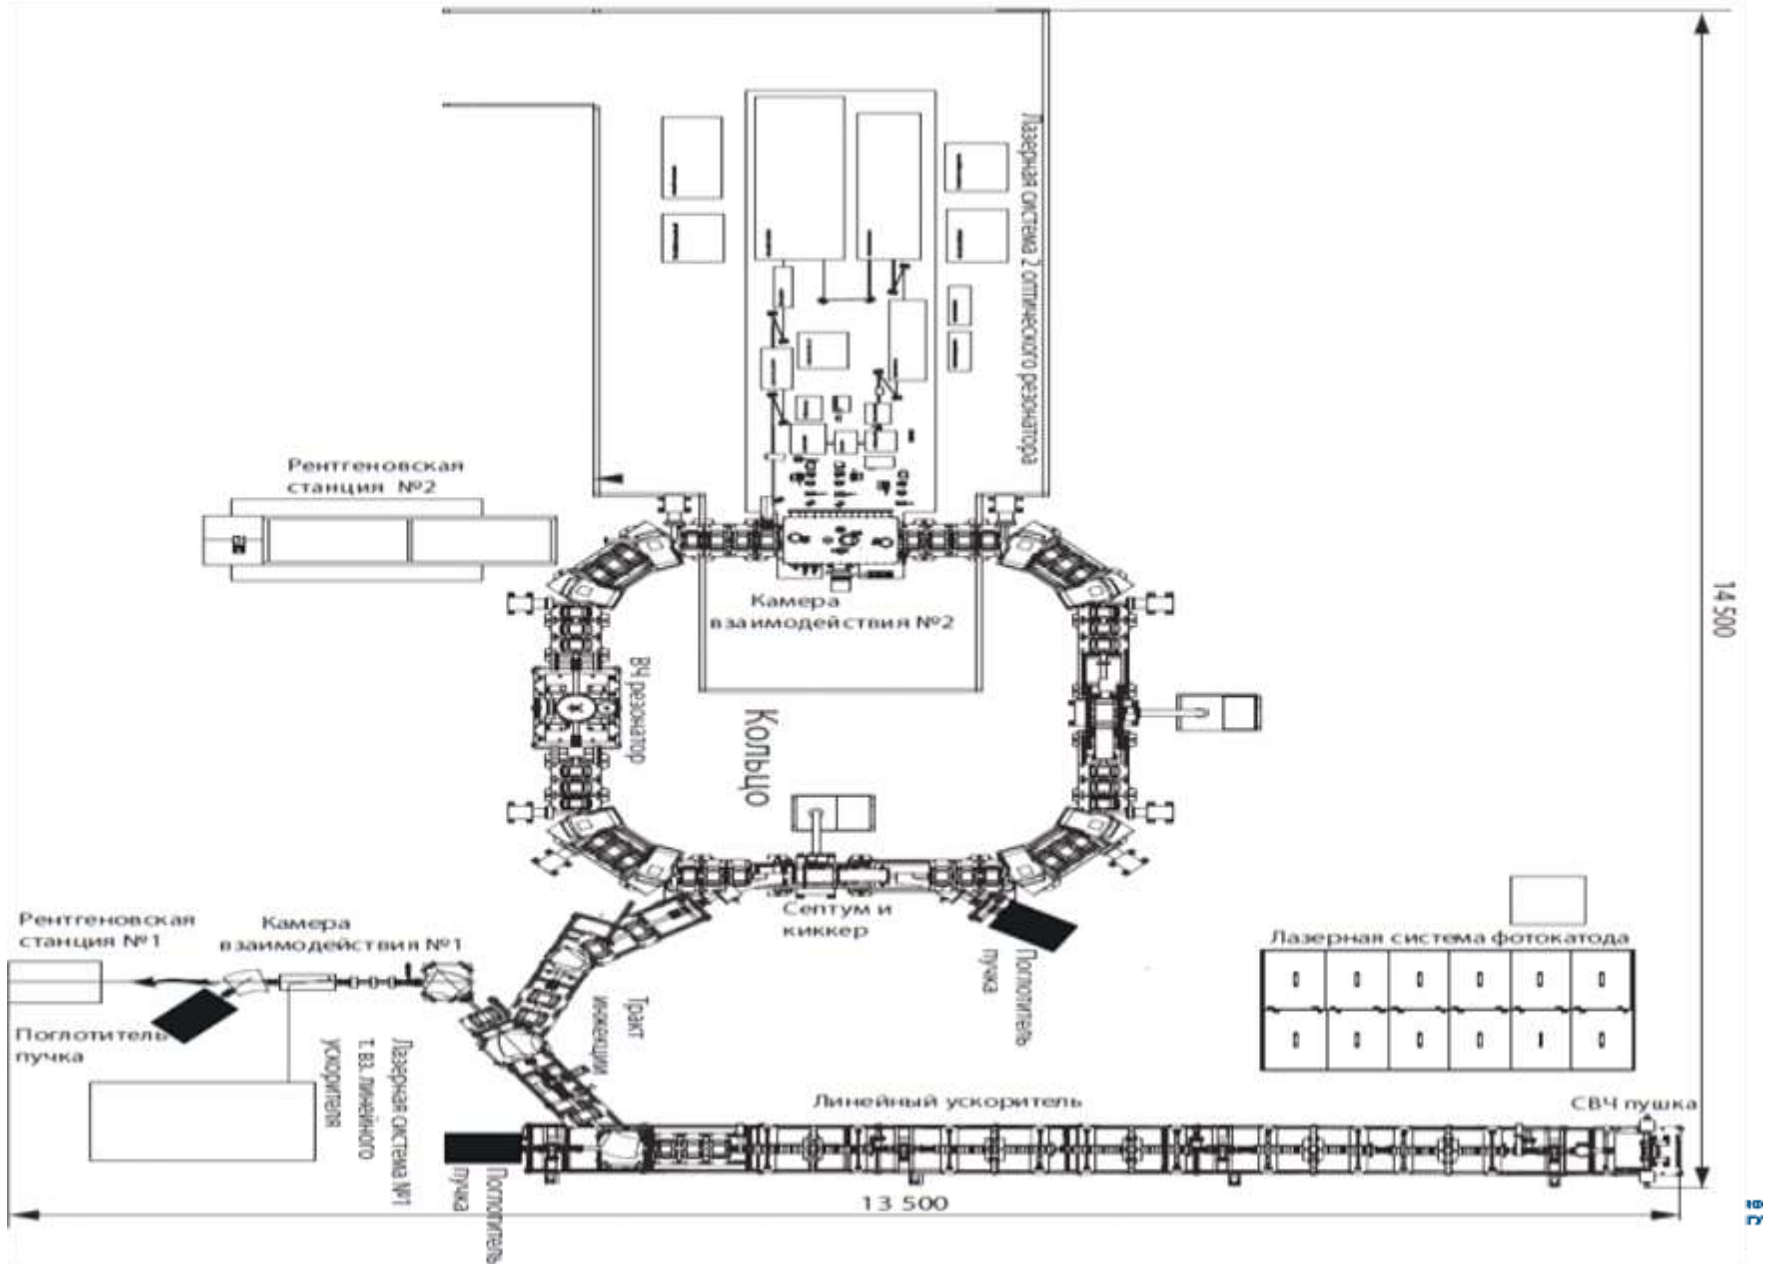 Лазерная система 2 оптического резонатора
Рентгеновская
станция №2
Камера
взаимодействия №2
14 500
ВЧ резонатор
Кольцо
Септум и
киккер
Поглотитель
пучка
Рентгеновская
станция №1
Камера
взаимодействия №1
Лазерная система фотокатода
Тракт
инжекции
Поглотитель
пучка
Лазерная система №1
т. вз. линейного
ускорителя
Линейный ускоритель
СВЧ пушка
Поглотитель
пучка
13 500